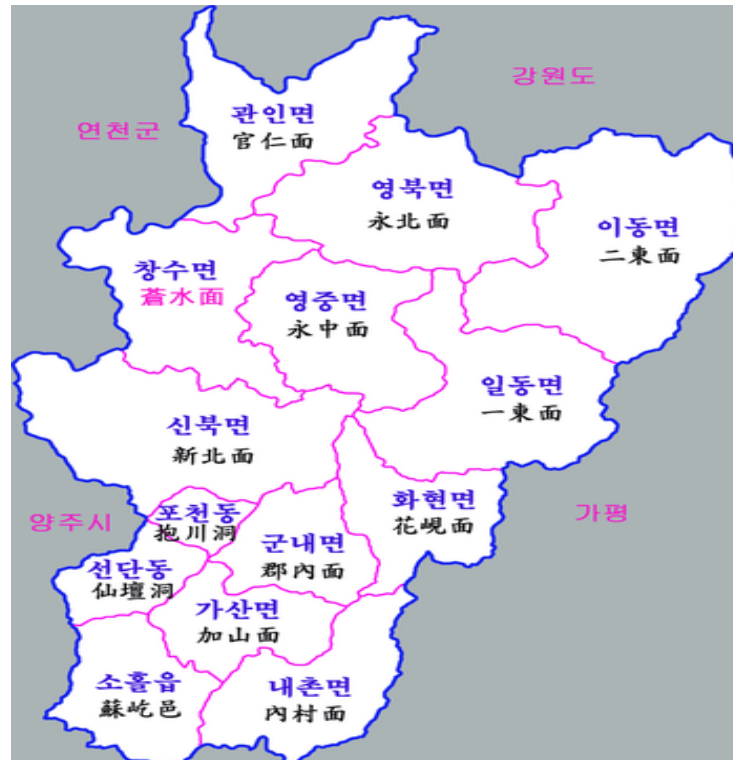 강원도
관인면
官仁面
연천군
영북면
永北面
이동면
二東面
창수면
蒼水面
영중면
永中面
일동면
一東面
신북면
新北面
화현면
花峴面
가평
포천동
抱川洞
양주시
군내면
郡內面
선단동
仙壇洞
가산면
加山面
소흘읍
蘇屹邑
내촌면
內村面